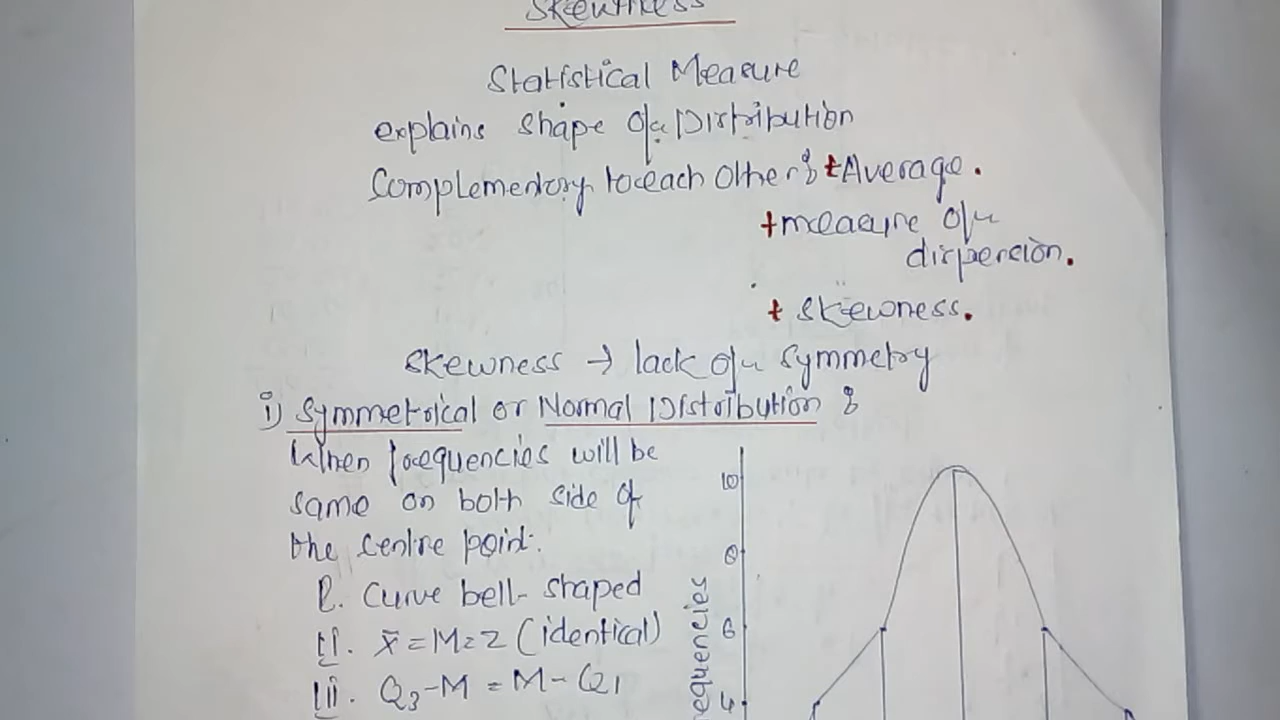 Skewness
Statistical Measure
explains shape of a Distribution
Complementary to each other : + Average.
+ measure of
dispersion.
+ Skewness.
Skewness → lack of symmetry
i) Symmetrical or Normal Distribution :
When frequencies will be
same on both side of
the centre point.
I. Curve bell-shaped
II. x̄ = M = Z (identical)
III. Q3 - M = M - Q1
10
8
6
4